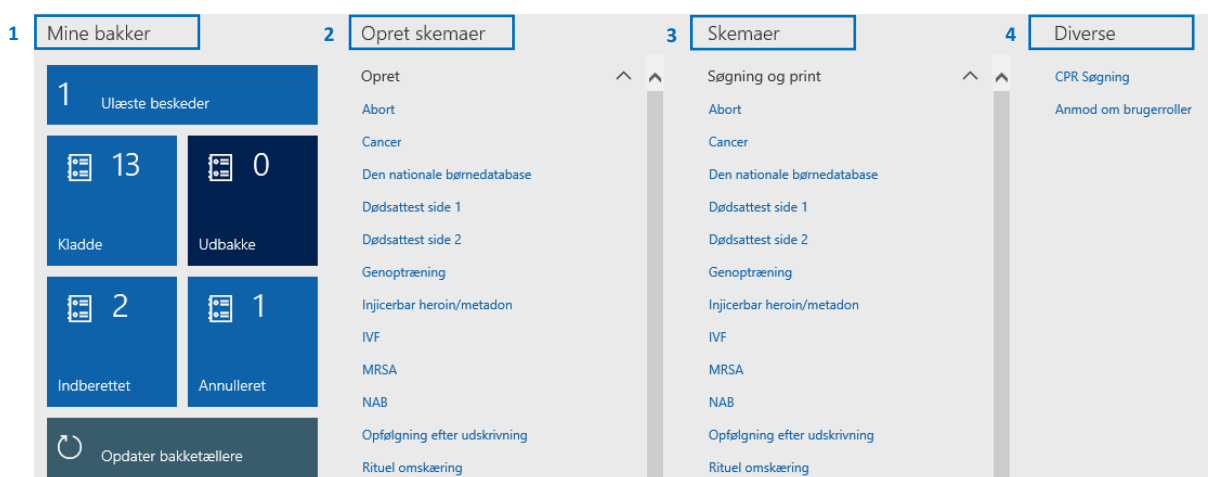 1 Mine bakker
1 Ulæste beskeder
13
Kladde
0
Udbakke
2
Indberettet
1
Annulleret
Opdater bakketællere
2 Opret skemaer
Opret
Abort
Cancer
Den nationale børnedatabase
Dødsattest side 1
Dødsattest side 2
Genoptræning
Injicerbar heroin/metadon
IVF
MRSA
NAB
Opfølgning efter udskrivning
Rituel omskæring
3 Skemaer
Søgning og print
Abort
Cancer
Den nationale børnedatabase
Dødsattest side 1
Dødsattest side 2
Genoptræning
Injicerbar heroin/metadon
IVF
MRSA
NAB
Opfølgning efter udskrivning
Rituel omskæring
4 Diverse
CPR Søgning
Anmod om brugerroller